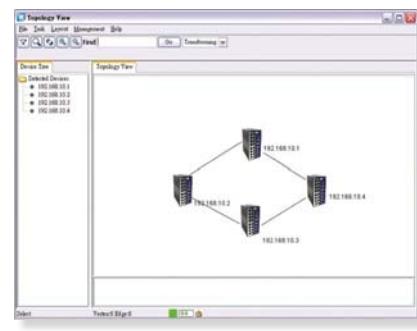 Topology View
File Task Layout Management Help
Find Go Transforming
Device Tree
Detected Devices
192.168.10.1
192.168.10.2
192.168.10.3
192.168.10.4
Topology View
192.168.10.1
192.168.10.2
192.168.10.4
192.168.10.3
Select